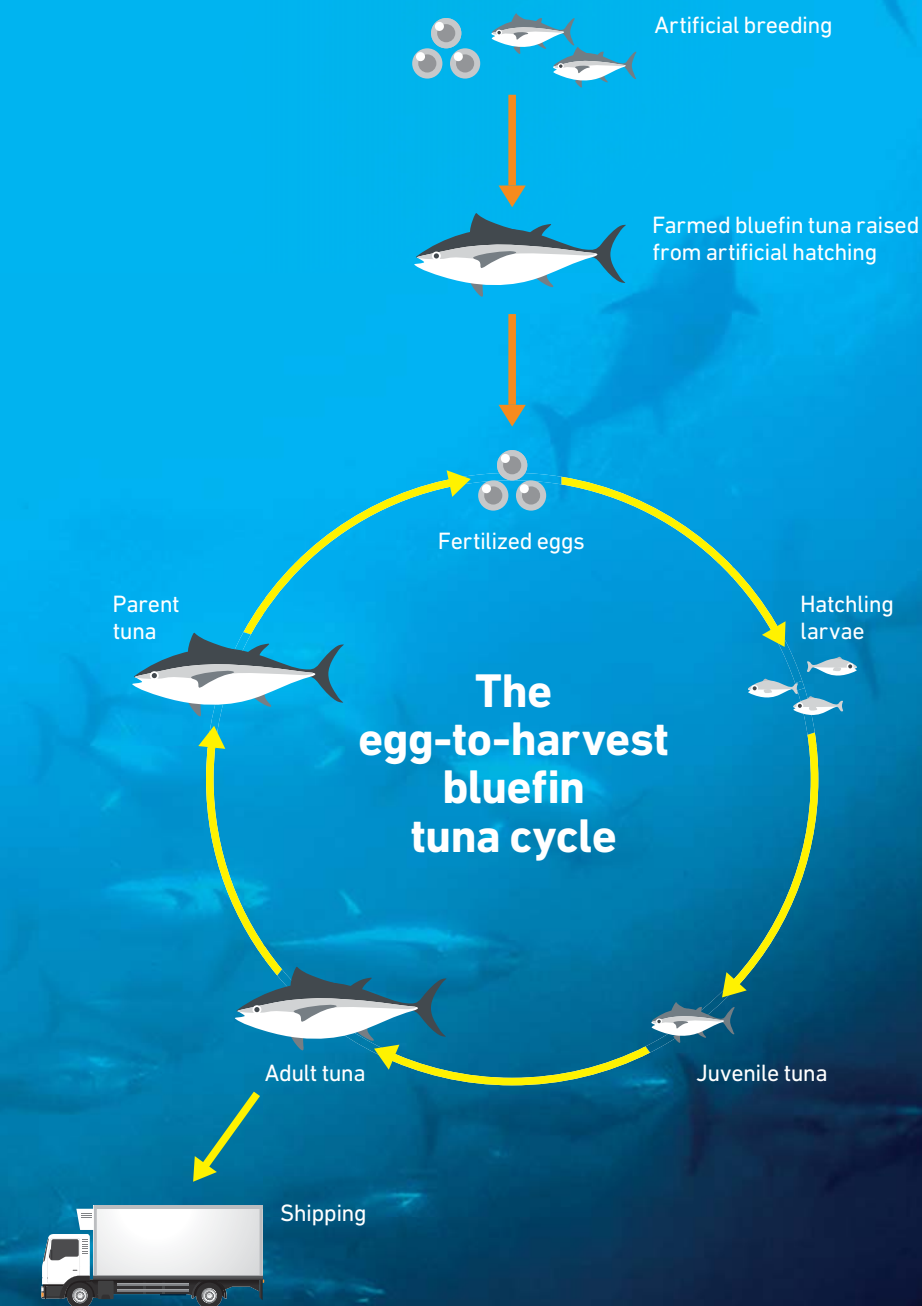 Artificial breeding
Farmed bluefin tuna raised
from artificial hatching
Fertilized eggs
Parent
tuna
Hatchling
larvae
The
egg-to-harvest
bluefin
tuna cycle
Adult tuna
Juvenile tuna
Shipping